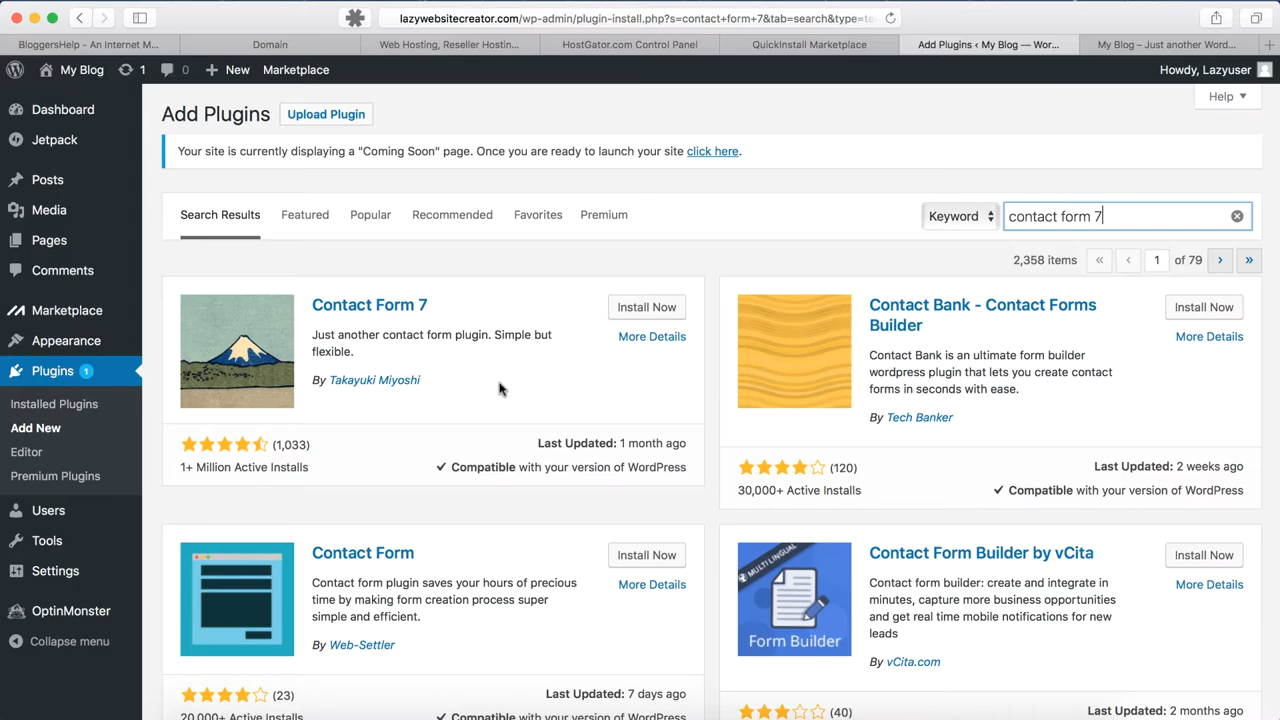 lazywebsitecreator.com/wp-admin/plugin-install.php?s=contact+form+7&tab=search&type=te
BloggersHelp - An Internet M...
Domain
Web Hosting, Reseller Hostin...
HostGator.com Control Panel
QuickInstall Marketplace
Add Plugins ‹ My Blog — Wor...
My Blog – Just another Word...
My Blog
1
0
New
Marketplace
Howdy, Lazyuser
Dashboard
Jetpack
Posts
Media
Pages
Comments
Marketplace
Appearance
Plugins 1
Installed Plugins
Add New
Editor
Premium Plugins
Users
Tools
Settings
OptinMonster
Collapse menu
Help
Add Plugins
Upload Plugin
Your site is currently displaying a "Coming Soon" page. Once you are ready to launch your site click here.
Search Results
Featured
Popular
Recommended
Favorites
Premium
Keyword
contact form 7
2,358 items « ‹ 1 of 79 › »
Contact Form 7
Install Now
More Details
Just another contact form plugin. Simple but
flexible.
By Takayuki Miyoshi
(1,033)
Last Updated: 1 month ago
1+ Million Active Installs
Compatible with your version of WordPress
Contact Bank - Contact Forms
Builder
Install Now
More Details
Contact Bank is an ultimate form builder
wordpress plugin that lets you create contact
forms in seconds with ease.
By Tech Banker
(120)
Last Updated: 2 weeks ago
30,000+ Active Installs
Compatible with your version of WordPress
Contact Form
Install Now
More Details
Contact form plugin saves your hours of precious
time by making form creation process super
simple and efficient.
By Web-Settler
(23)
Last Updated: 7 days ago
20,000+ Active Installs
Compatible with your version of WordPress
MULTI LINGUAL
Form Builder
Contact Form Builder by vCita
Install Now
More Details
Contact form builder: create and integrate in
minutes, capture more business opportunities
and get real time mobile notifications for new
leads
By vCita.com
(40)
Last Updated: 2 months ago